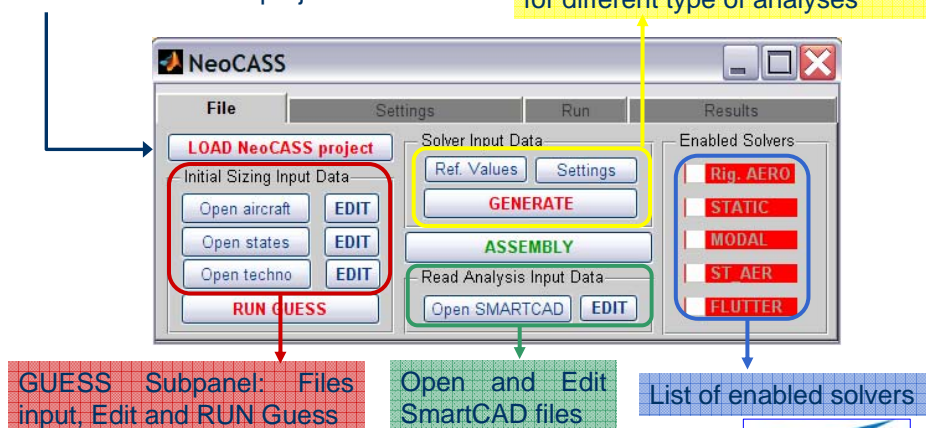 for different type of analyses
NeoCASS
File Settings Run Results
LOAD NeoCASS project
Initial Sizing Input Data
Open aircraft EDIT
Open states EDIT
Open techno EDIT
RUN GUESS
Solver Input Data
Ref. Values Settings
GENERATE
ASSEMBLY
Read Analysis Input Data
Open SMARTCAD EDIT
Enabled Solvers
Rig. AERO
STATIC
MODAL
ST_AER
FLUTTER
GUESS Subpanel: Files
input, Edit and RUN Guess
Open and Edit
SmartCAD files
List of enabled solvers